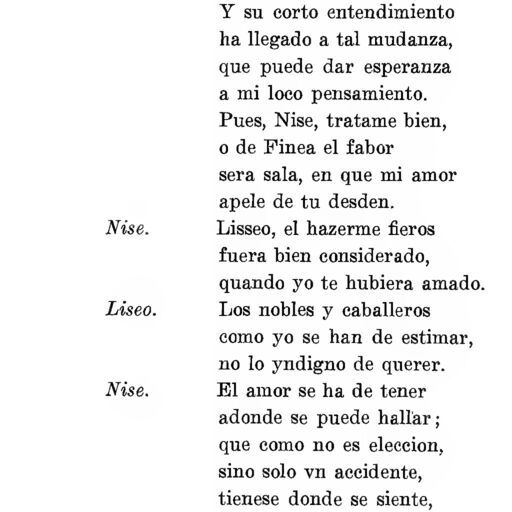 Y su corto entendimiento
ha llegado a tal mudanza,
que puede dar esperanza
a mi loco pensamiento.
Pues, Nise, tratame bien,
o de Finea el fabor
sera sala, en que mi amor
apele de tu desden.
Nise. Lisseo, el hazerme fieros
fuera bien considerado,
quando yo te hubiera amado.
Liseo. Los nobles y caballeros
como yo se han de estimar,
no lo yndigno de querer.
Nise. El amor se ha de tener
adonde se puede hallar;
que como no es eleccion,
sino solo vn accidente,
tienese donde se siente,